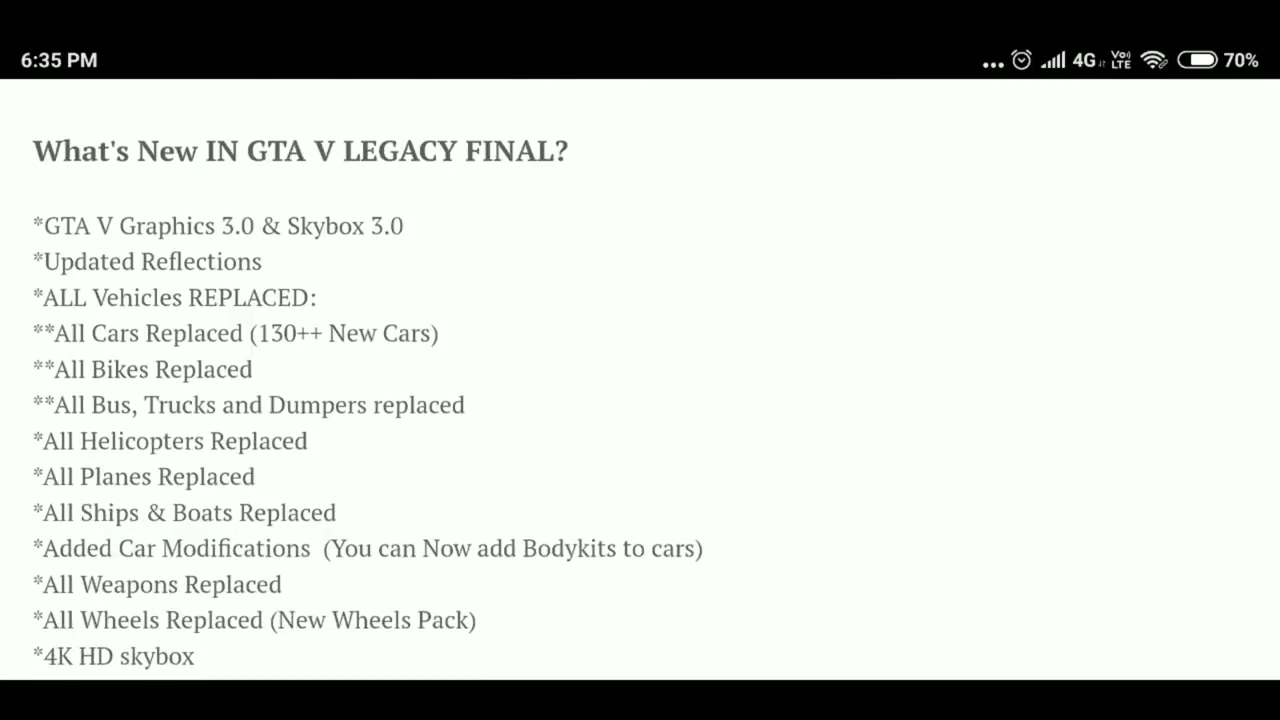 6:35 PM
... 4G Vo) LTE 70%
What's New IN GTA V LEGACY FINAL?
*GTA V Graphics 3.0 & Skybox 3.0
*Updated Reflections
*ALL Vehicles REPLACED:
**All Cars Replaced (130++ New Cars)
**All Bikes Replaced
**All Bus, Trucks and Dumpers replaced
*All Helicopters Replaced
*All Planes Replaced
*All Ships & Boats Replaced
*Added Car Modifications  (You can Now add Bodykits to cars)
*All Weapons Replaced
*All Wheels Replaced (New Wheels Pack)
*4K HD skybox